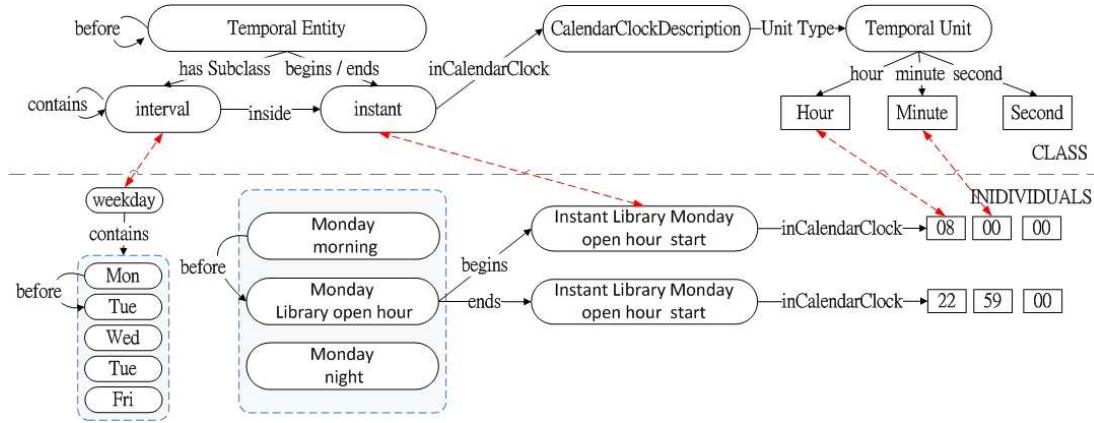 before
Temporal Entity
CalendarClockDescription
Unit Type
Temporal Unit
has Subclass
begins / ends
inCalendarClock
hour
minute
second
contains
interval
inside
instant
Hour
Minute
Second
CLASS
INIDIVIDUALS
weekday
contains
before
Mon
Tue
Wed
Tue
Fri
Monday
morning
before
Monday
Library open hour
Monday
night
begins
ends
Instant Library Monday
open hour start
inCalendarClock
08
00
00
Instant Library Monday
open hour start
inCalendarClock
22
59
00